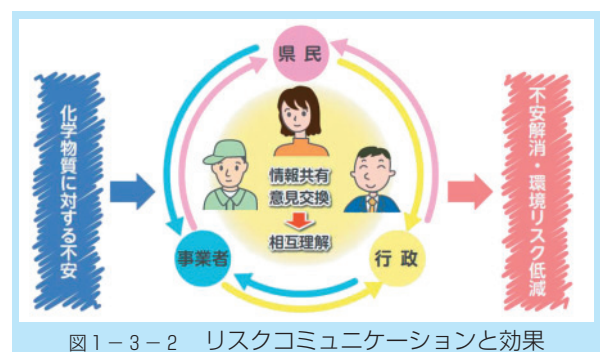 県民
化学物質に対する不安
情報共有
意見交換
相互理解
事業者
行政
不安解消・環境リスク低減
図1－3－2　リスクコミュニケーションと効果